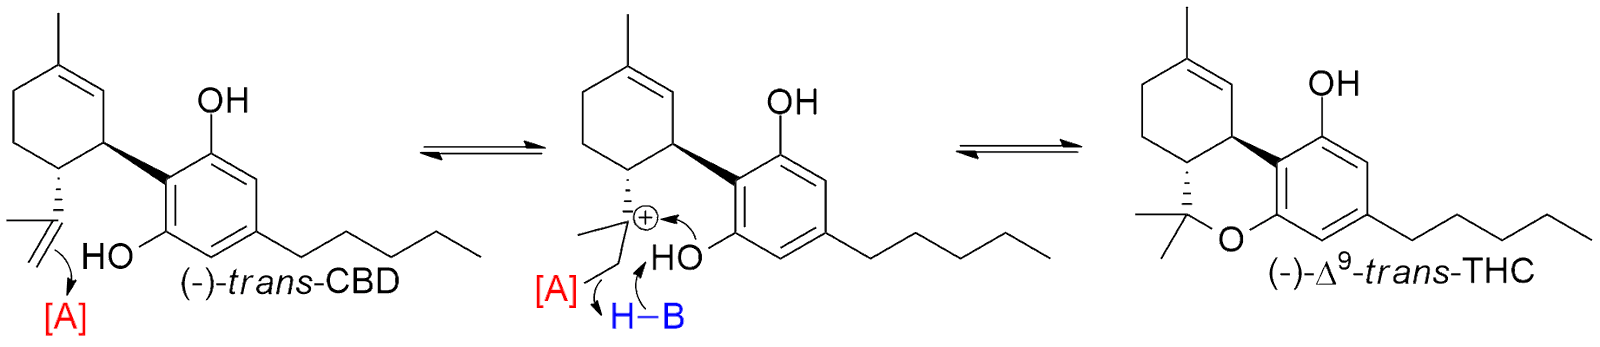 OH
HO
(-)-trans-CBD
[A]
OH
+
HO
[A]
H–B
OH
O
(-)-Δ⁹-trans-THC